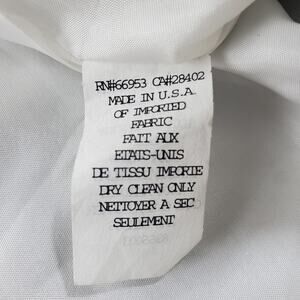 RN#66953 CA#28402
MADE IN U.S.A.
OF IMPORIED
FABRIC
FAIT AUX
ETATS-UNIS
DE TISSU IMPORTE
DRY CLEAN ONLY
NETTOYER A SEC
SEULEMENT